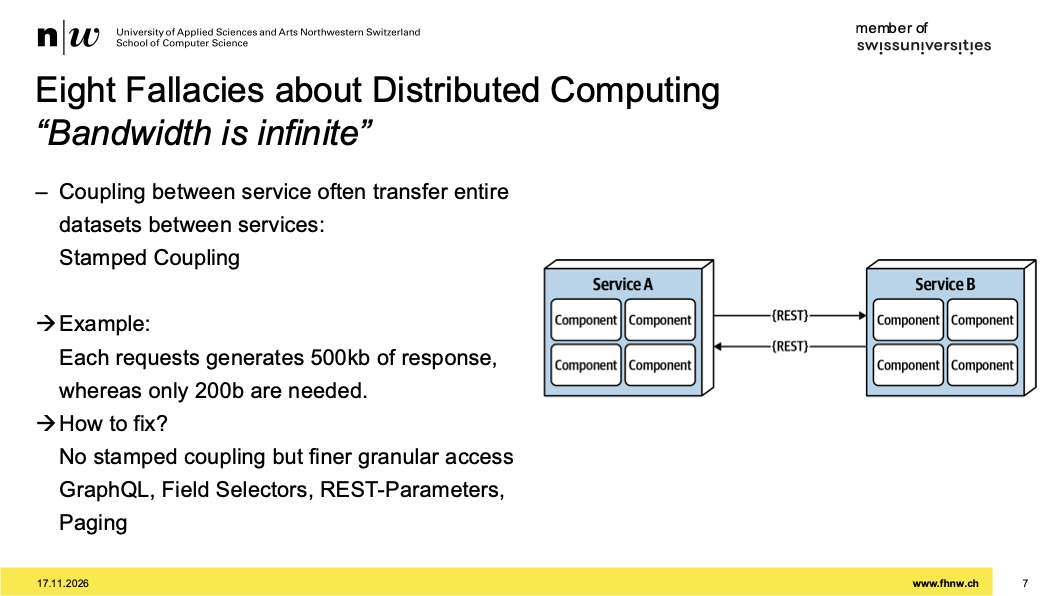 n|w University of Applied Sciences and Arts Northwestern Switzerland
School of Computer Science
member of
swissuniversities
Eight Fallacies about Distributed Computing
“Bandwidth is infinite”
– Coupling between service often transfer entire
datasets between services:
Stamped Coupling
→ Example:
Each requests generates 500kb of response,
whereas only 200b are needed.
→ How to fix?
No stamped coupling but finer granular access
GraphQL, Field Selectors, REST-Parameters,
Paging
Service A
Component Component
Component Component
{REST}
{REST}
Service B
Component Component
Component Component
17.11.2026
www.fhnw.ch
7